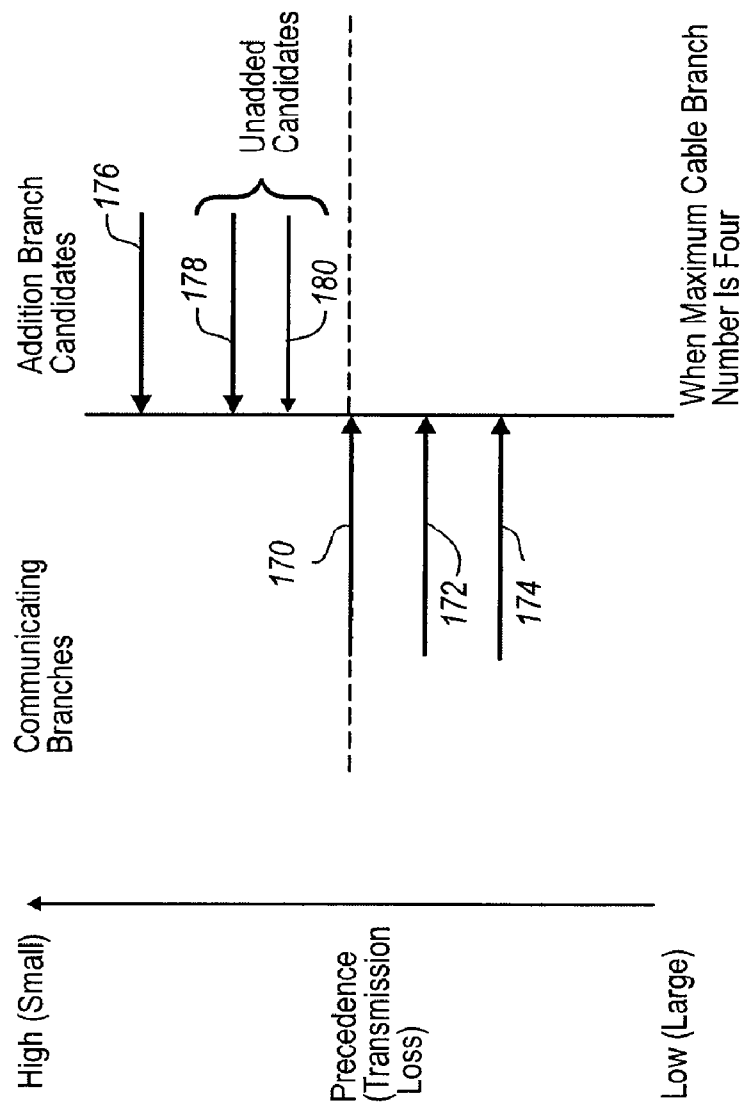 Communicating
Branches
Addition Branch
Candidates
High (Small)
176
178
180
Unadded
Candidates
Precedence
(Transmission
Loss)
170
172
174
Low (Large)
When Maximum Cable Branch
Number Is Four